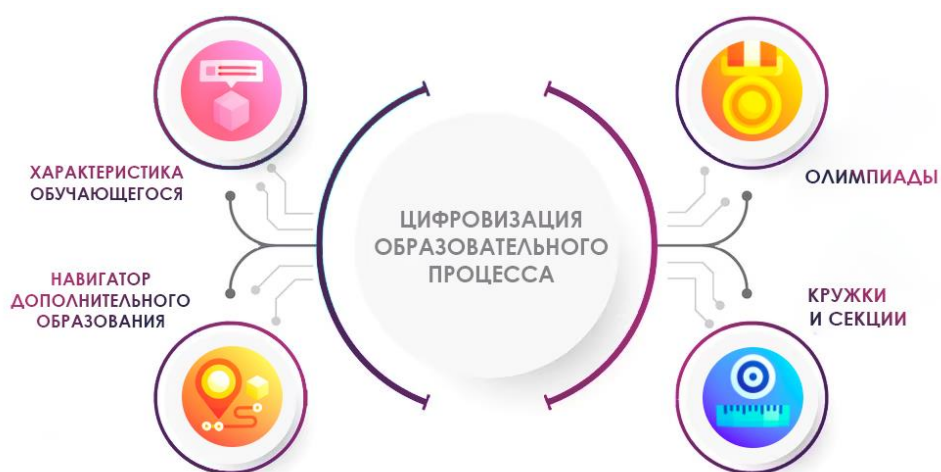 ХАРАКТЕРИСТИКА
ОБУЧАЮЩЕГОСЯ
НАВИГАТОР
ДОПОЛНИТЕЛЬНОГО
ОБРАЗОВАНИЯ
ЦИФРОВИЗАЦИЯ
ОБРАЗОВАТЕЛЬНОГО
ПРОЦЕССА
ОЛИМПИАДЫ
КРУЖКИ
И СЕКЦИИ